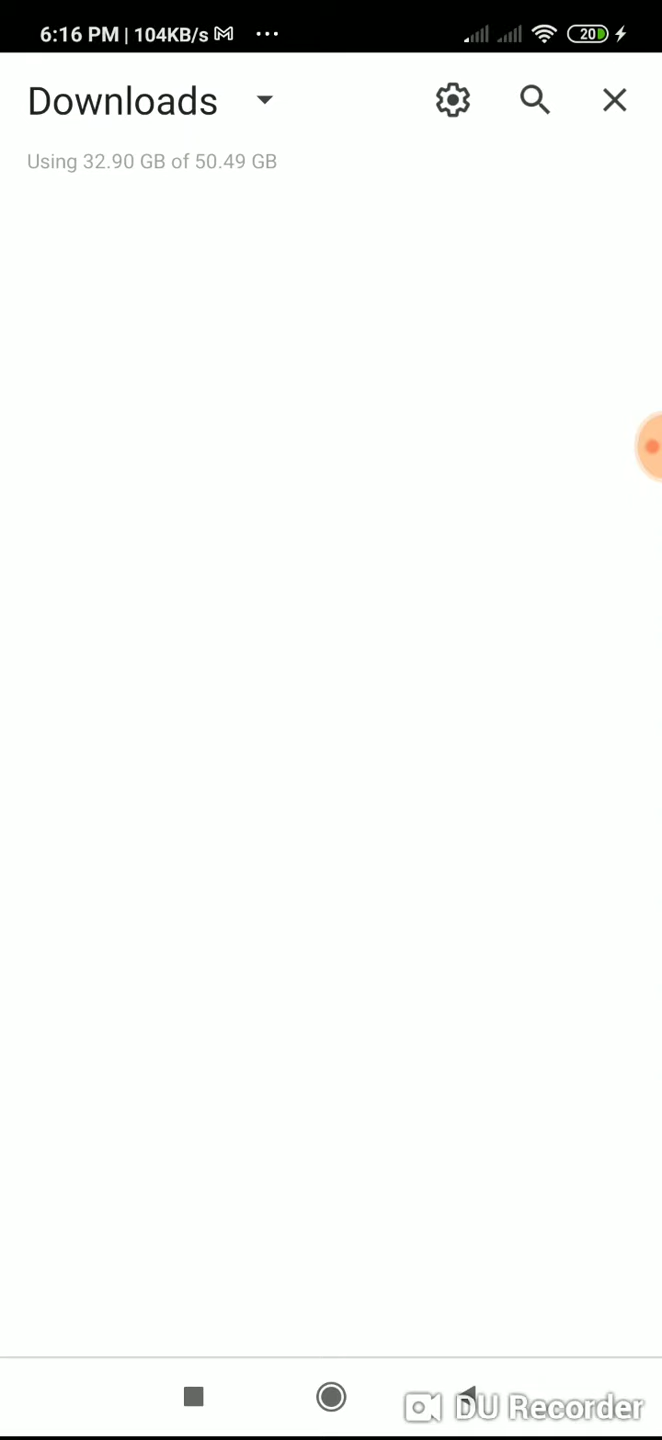 6:16 PM | 104KB/s ...
20
Downloads
Using 32.90 GB of 50.49 GB
DU Recorder